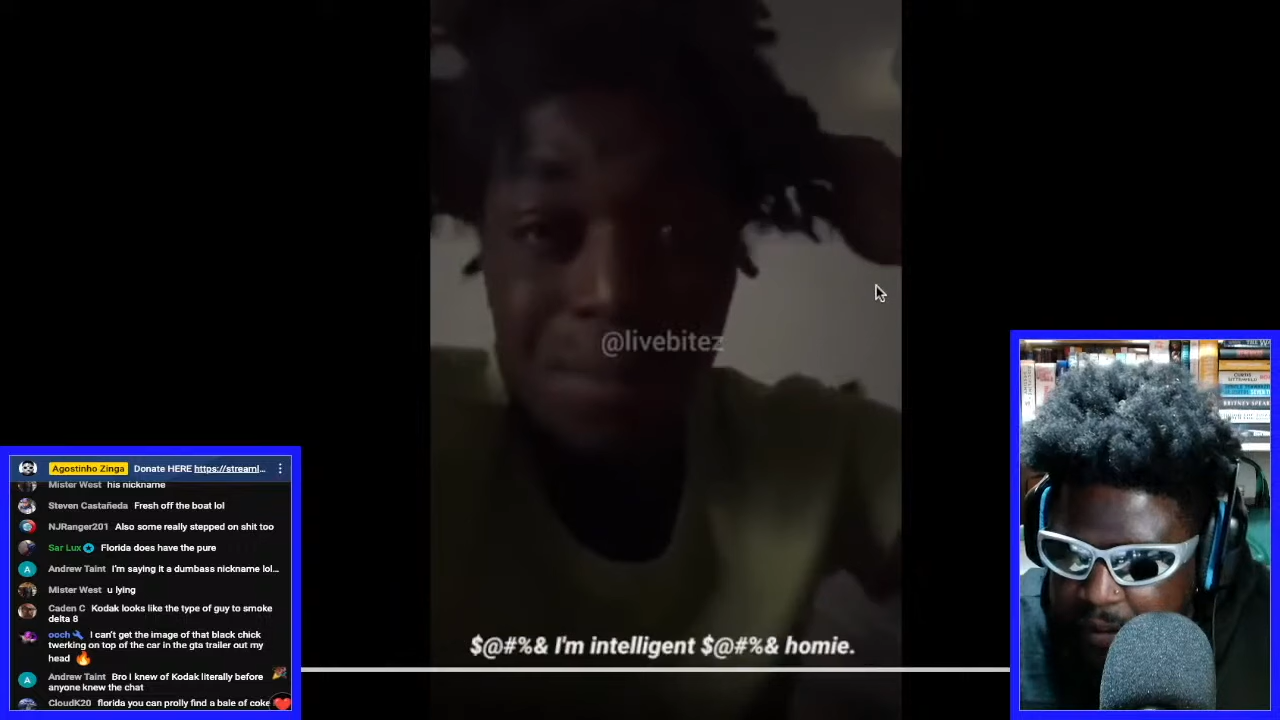 @livebitez
$@#%& I'm intelligent $@#%& homie.
Agostinho Zinga Donate HERE https://streaml...
Mister West his nickname
Steven Castañeda Fresh off the boat lol
NJRanger201 Also some really stepped on shit too
Sar Lux Florida does have the pure
A Andrew Taint I'm saying it a dumbass nickname lol...
Mister West u lying
Caden C Kodak looks like the type of guy to smoke
delta 8
ooch I can't get the image of that black chick
twerking on top of the car in the gta trailer out my
head
A Andrew Taint Bro I knew of Kodak literally before
anyone knew the chat
CloudK20 florida you can prolly find a bale of coke
CURTIS
SITTENFELD
BRITNEY SPEARS